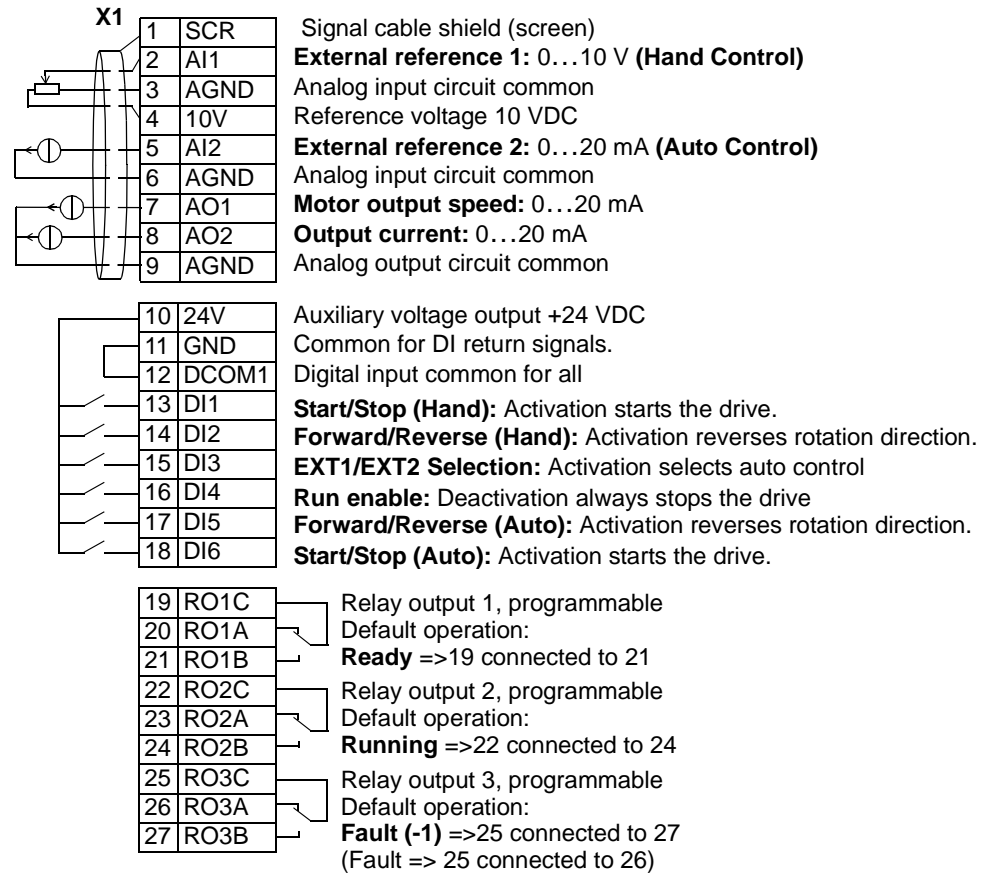 X1
1 SCR Signal cable shield (screen)
2 AI1 External reference 1: 0…10 V (Hand Control)
3 AGND Analog input circuit common
4 10V Reference voltage 10 VDC
5 AI2 External reference 2: 0…20 mA (Auto Control)
6 AGND Analog input circuit common
7 AO1 Motor output speed: 0…20 mA
8 AO2 Output current: 0…20 mA
9 AGND Analog output circuit common
10 24V Auxiliary voltage output +24 VDC
11 GND Common for DI return signals.
12 DCOM1 Digital input common for all
13 DI1 Start/Stop (Hand): Activation starts the drive.
14 DI2 Forward/Reverse (Hand): Activation reverses rotation direction.
15 DI3 EXT1/EXT2 Selection: Activation selects auto control
16 DI4 Run enable: Deactivation always stops the drive
17 DI5 Forward/Reverse (Auto): Activation reverses rotation direction.
18 DI6 Start/Stop (Auto): Activation starts the drive.
19 RO1C Relay output 1, programmable
20 RO1A Default operation:
21 RO1B Ready =>19 connected to 21
22 RO2C Relay output 2, programmable
23 RO2A Default operation:
24 RO2B Running =>22 connected to 24
25 RO3C Relay output 3, programmable
26 RO3A Default operation:
27 RO3B Fault (-1) =>25 connected to 27
(Fault => 25 connected to 26)